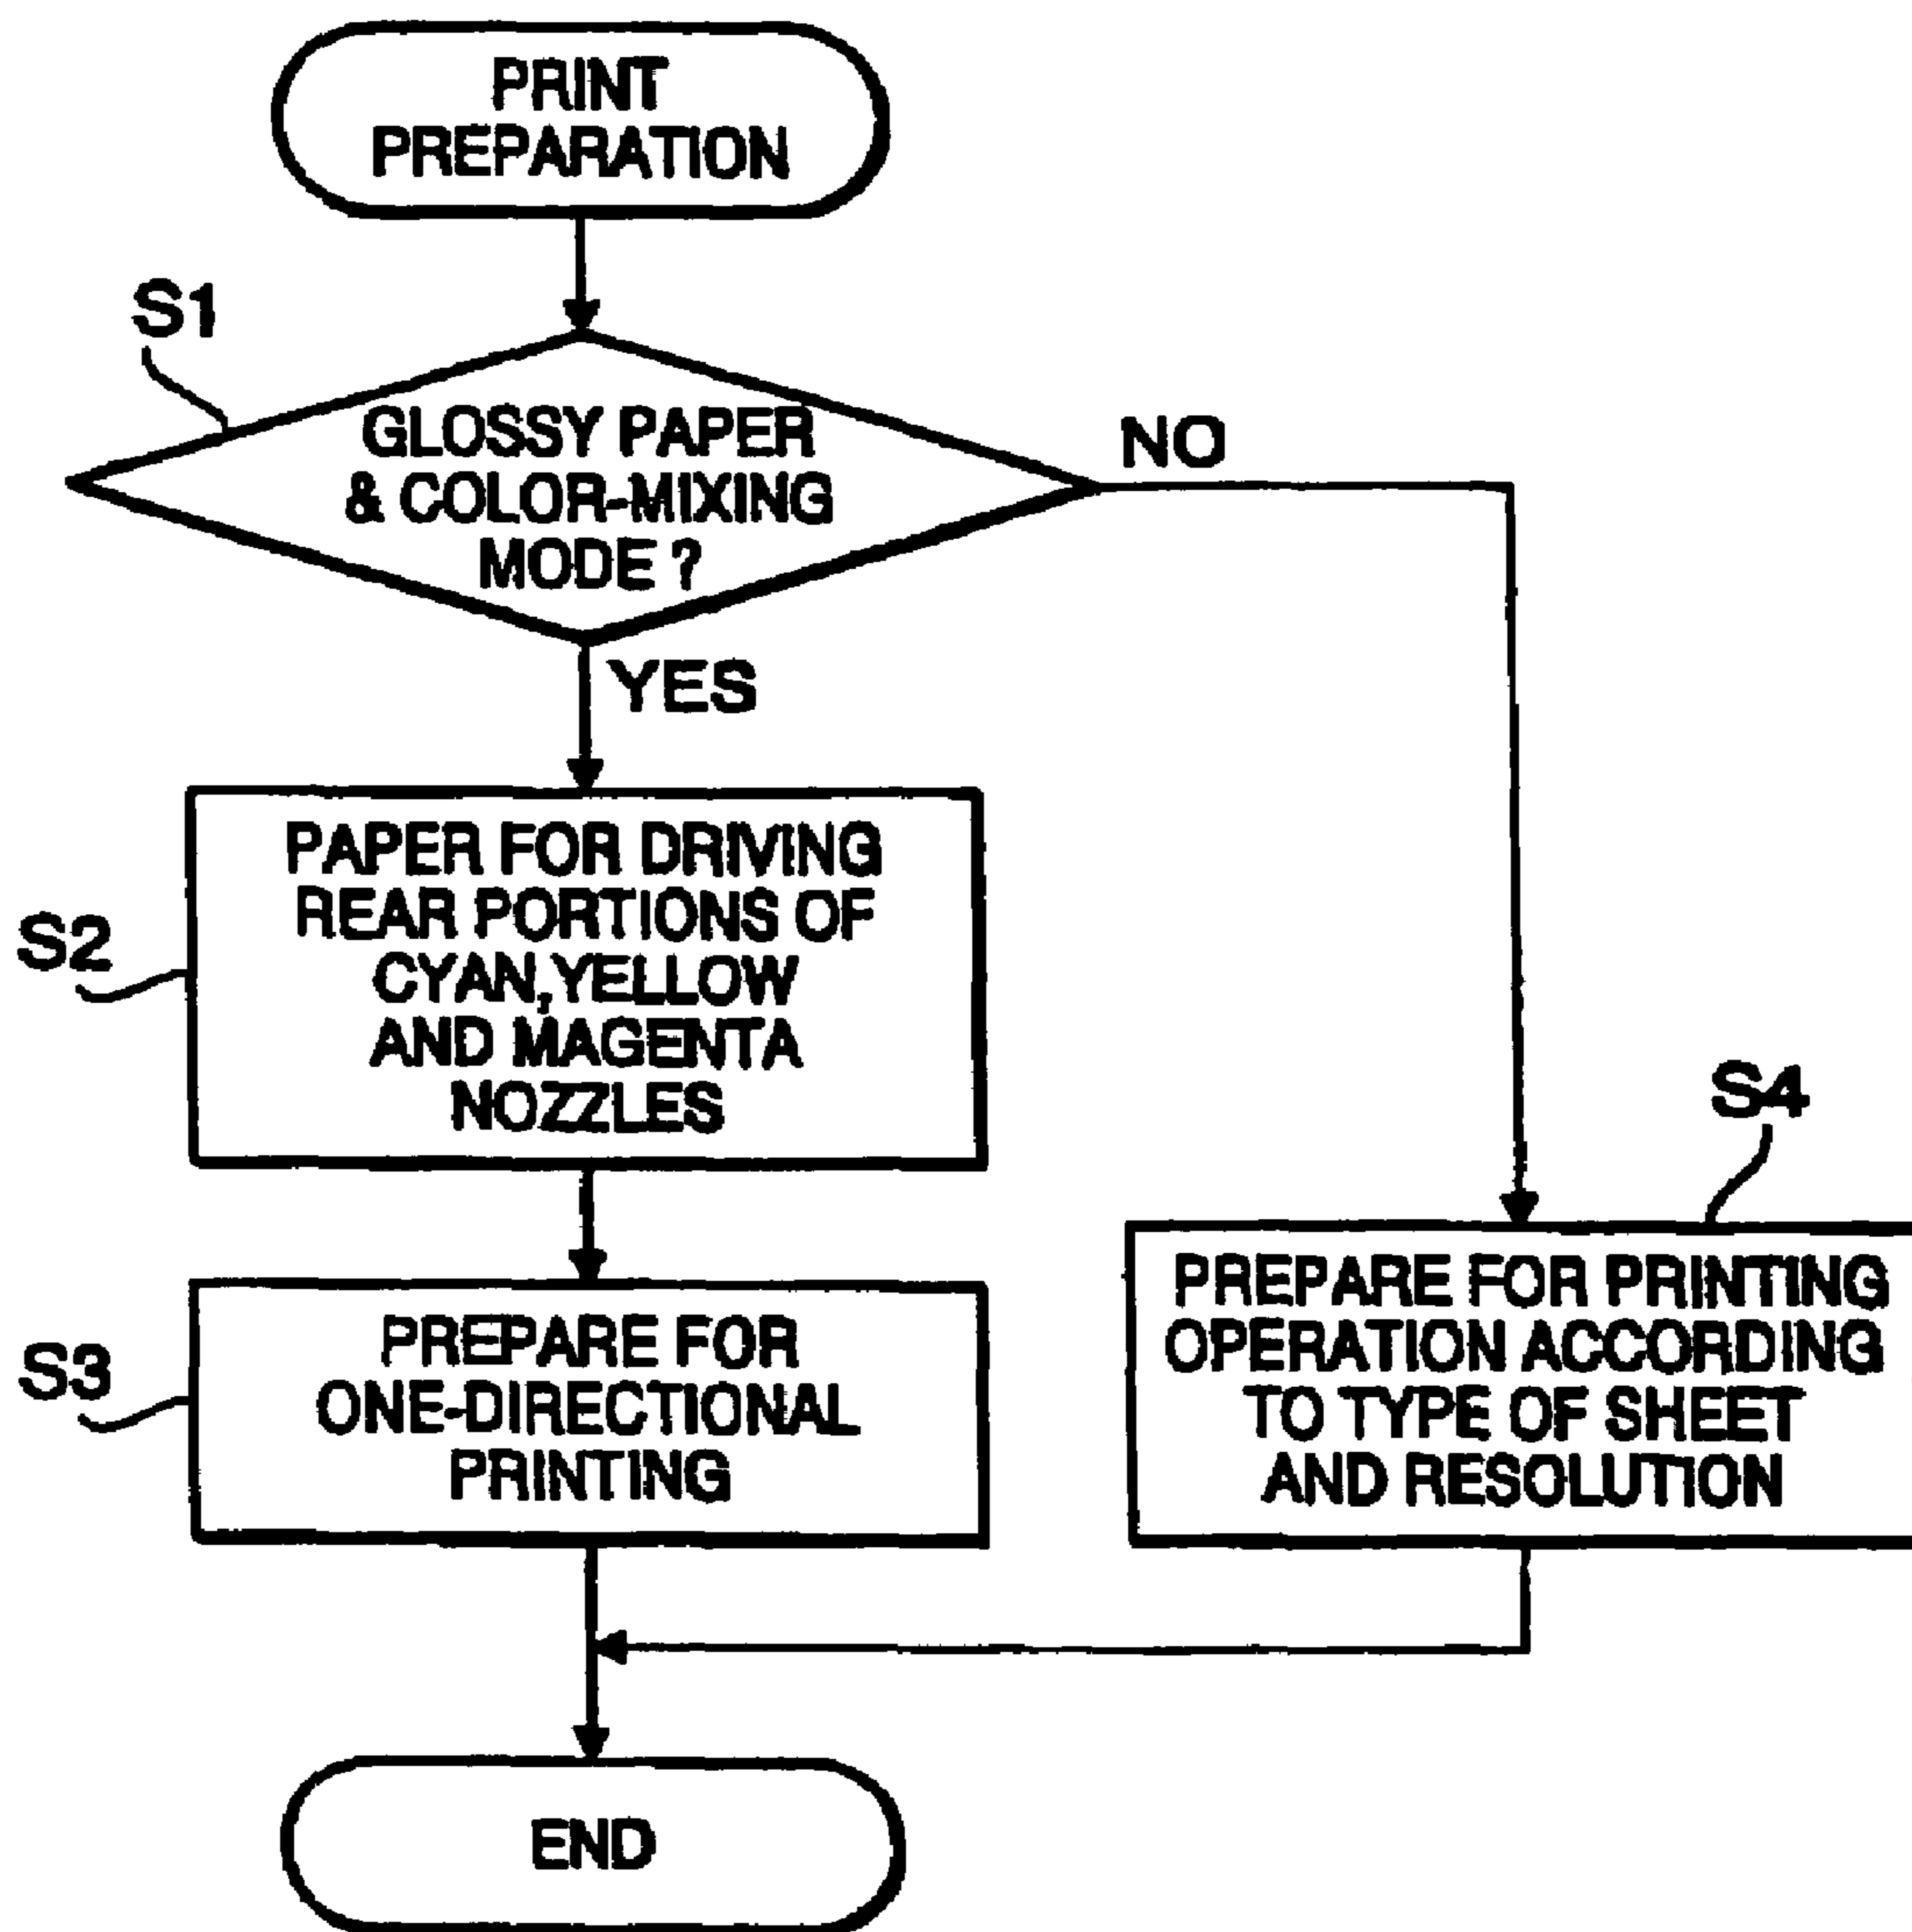 PRINT
PREPARATION
S1
GLOSSY PAPER
& COLOR-MIXING
MODE ?
NO
YES
S2
PAPER FOR DRIVING
REAR PORTIONS OF
CYAN, YELLOW
AND MAGENTA
NOZZLES
S3
PREPARE FOR
ONE-DIRECTIONAL
PRINTING
S4
PREPARE FOR PRINTING
OPERATION ACCORDING
TO TYPE OF SHEET
AND RESOLUTION
END